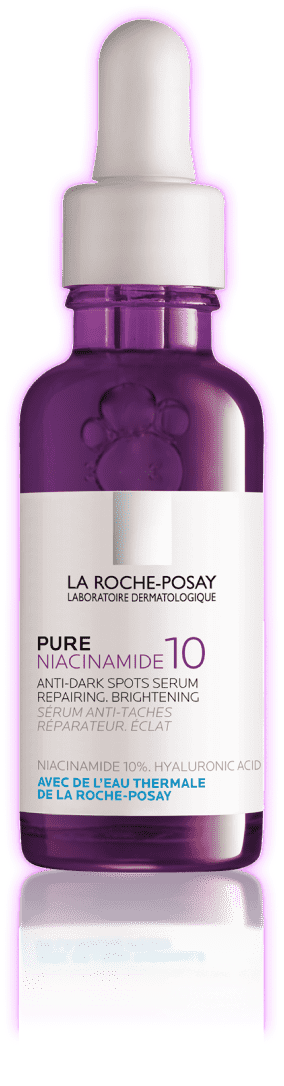 LA ROCHE-POSAY
LABORATOIRE DERMATOLOGIQUE
PURE
NIACINAMIDE 10
ANTI-DARK SPOTS SERUM
REPAIRING. BRIGHTENING
SÉRUM ANTI-TACHES
RÉPARATEUR. ÉCLAT
NIACINAMIDE 10%. HYALURONIC ACID
AVEC DE L'EAU THERMALE
DE LA ROCHE-POSAY